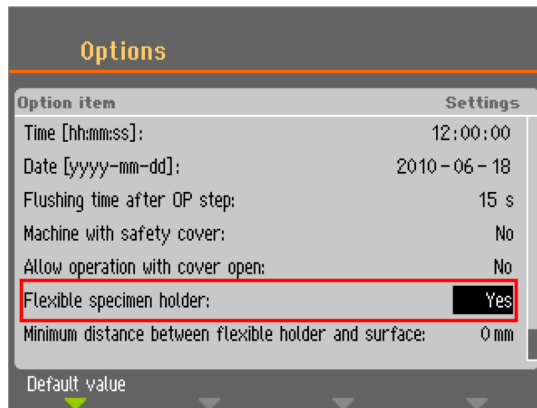 Options
Option item Settings
Time [hh:mm:ss]: 12:00:00
Date [yyyy-mm-dd]: 2010-06-18
Flushing time after OP step: 15 s
Machine with safety cover: No
Allow operation with cover open: No
Flexible specimen holder: Yes
Minimum distance between flexible holder and surface: 0 mm
Default value